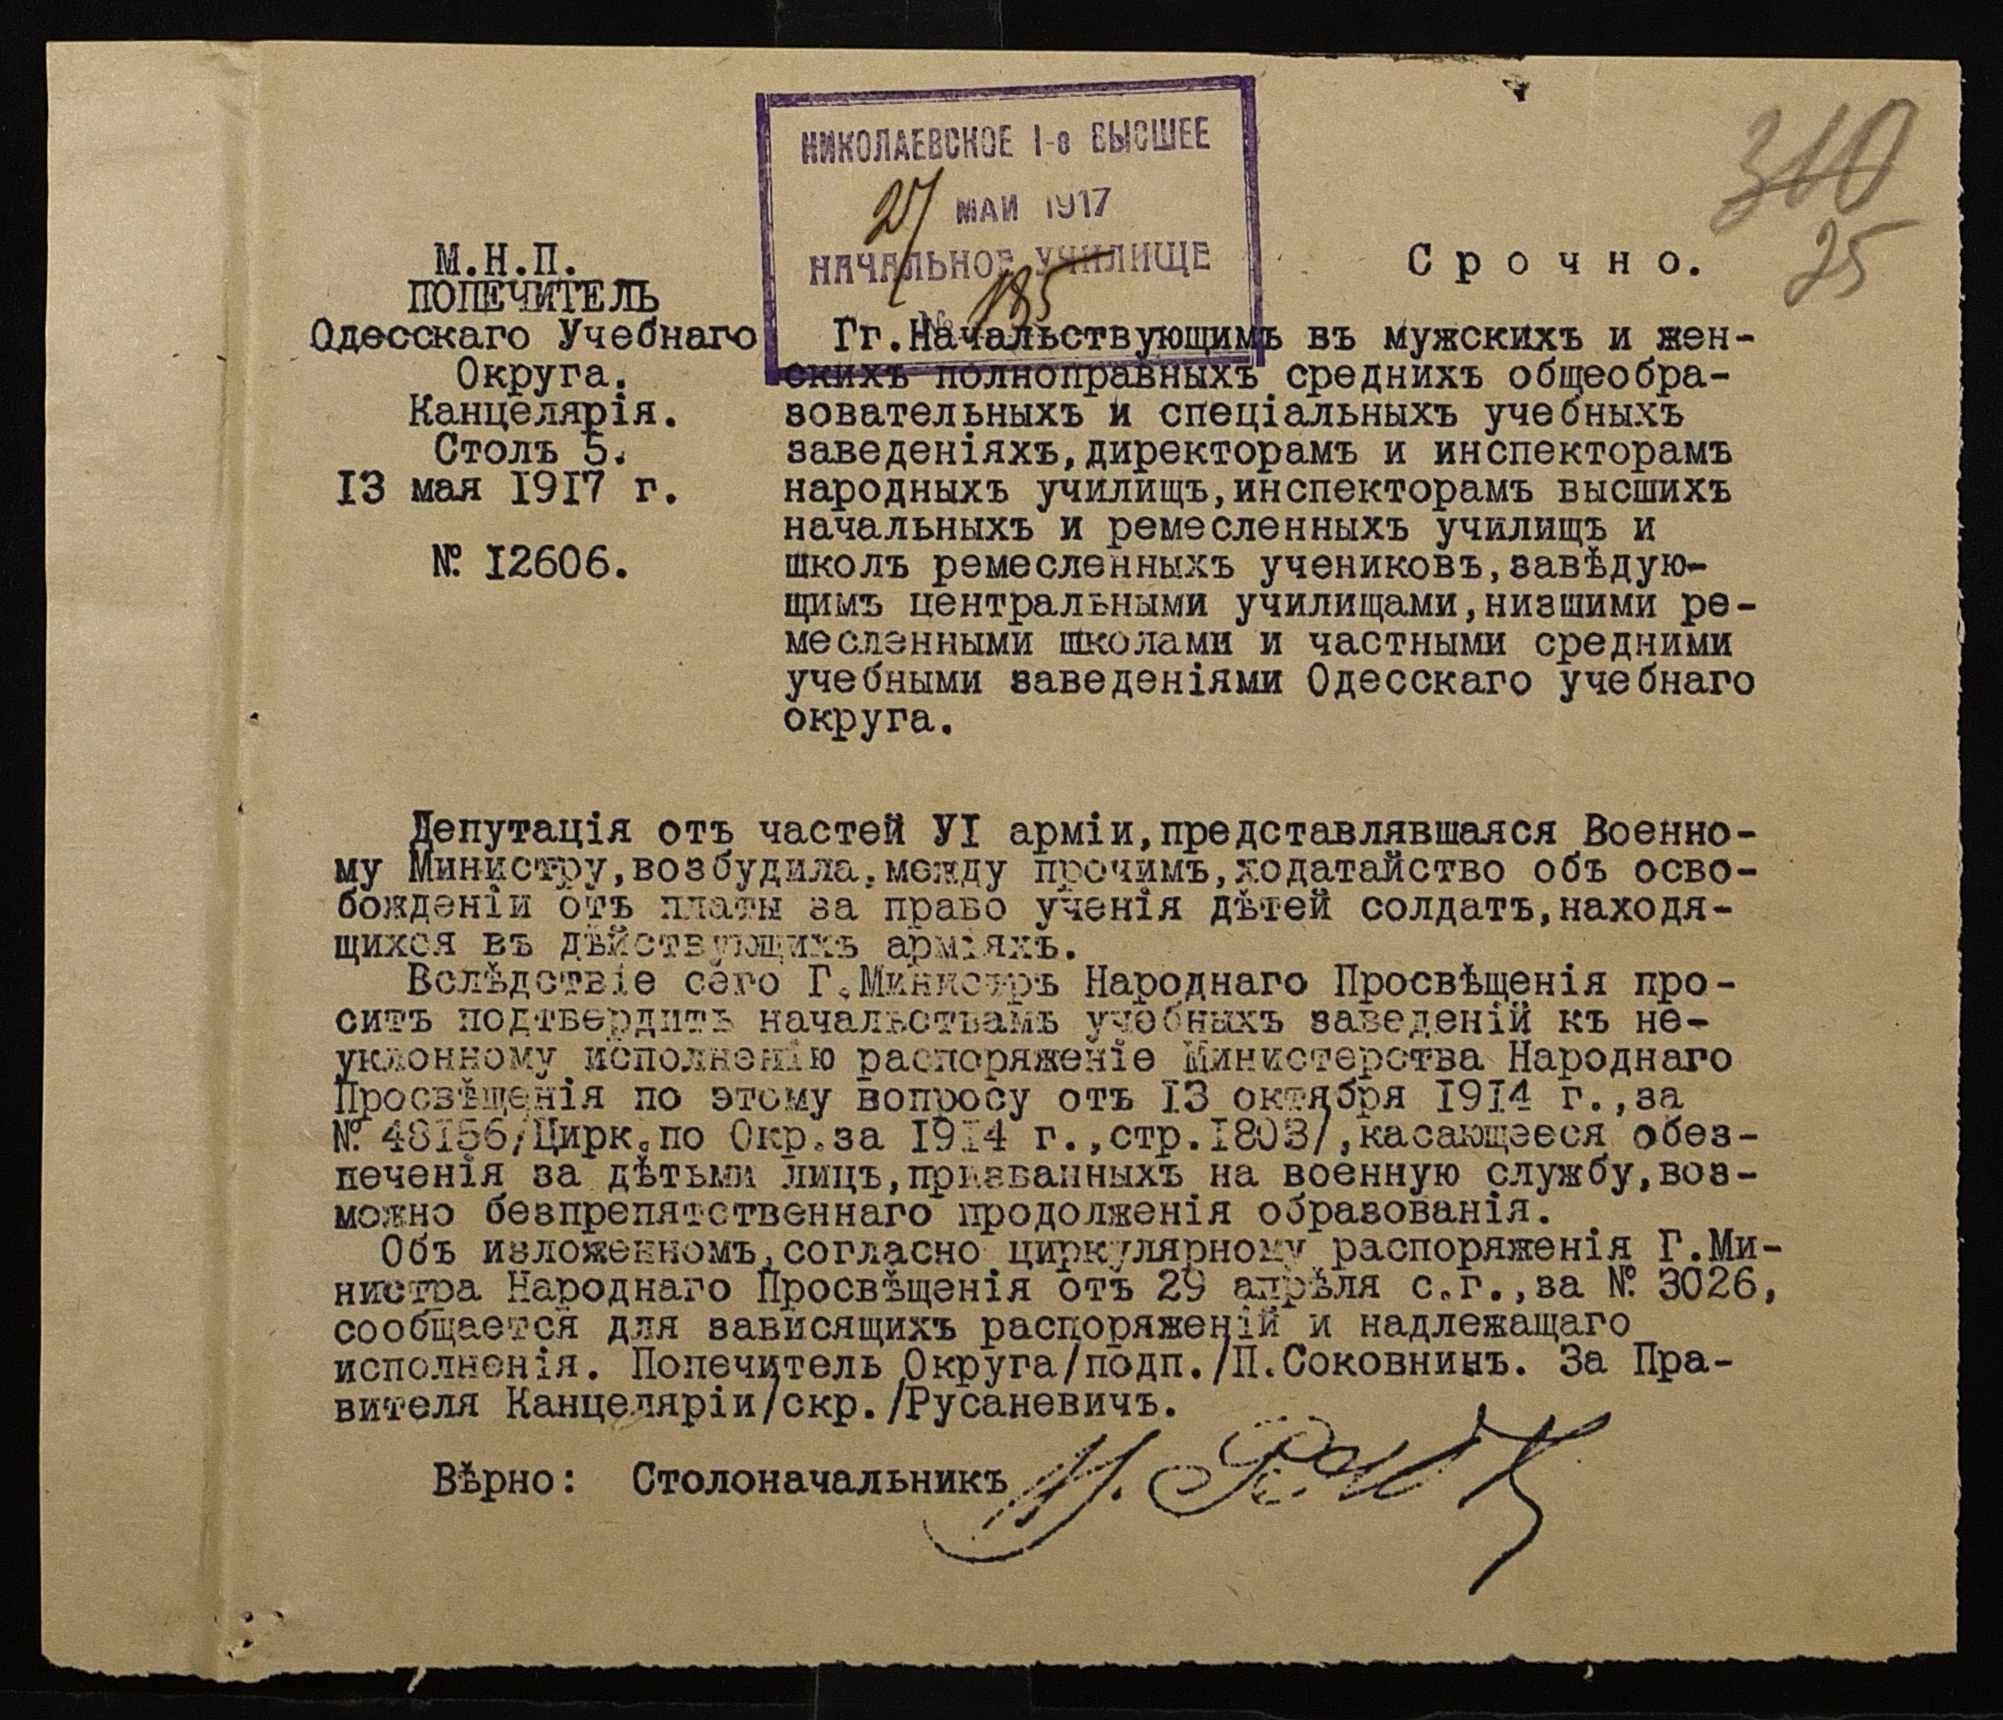 НИКОЛАЕВСКОЕ I-е ВЫСШЕЕ
27 МАЙ 1917
НАЧАЛЬНОЕ УЧИЛИЩЕ
№ 185
310
25
Срочно.
М.Н.П.
ПОПЕЧИТЕЛЬ
Одесскаго Учебнаго
Округа.
Канцелярія.
Столъ 5.
13 мая 1917 г.
№ 12606.
Гг.Начальствующимъ въ мужскихъ и жен-
скихъ полноправныхъ среднихъ общеобра-
зовательныхъ и спеціальныхъ учебныхъ
заведеніяхъ,директорамъ и инспекторамъ
народныхъ училищъ,инспекторамъ высшихъ
начальныхъ и ремесленныхъ училищъ и
школъ ремесленныхъ учениковъ,завѣдую-
щимъ центральными училищами,низшими ре-
месленными школами и частными средними
учебными заведеніями Одесскаго учебнаго
округа.
Депутація отъ частей УІ арміи,представлявшаяся Военно-
му Министру,возбудила,между прочимъ,ходатайство объ осво-
божденіи отъ платы за право ученія дѣтей солдатъ,находя-
щихся въ дѣйствующихъ арміяхъ.
Вслѣдствіе сего Г.Министръ Народнаго Просвѣщенія про-
ситъ подтвердить начальствамъ учебныхъ заведеній къ не-
уклонному исполненію распоряженіе Министерства Народнаго
Просвѣщенія по этому вопросу отъ 13 октября 1914 г.,за
№ 48156/Цирк.по Окр.за 1914 г.,стр.1803/,касающееся обез-
печенія за дѣтьми лицъ,призванныхъ на военную службу,воз-
можно безпрепятственнаго продолженія образованія.
Объ изложенномъ,согласно циркулярному распоряженія Г.Ми-
нистра Народнаго Просвѣщенія отъ 29 апрѣля с.г.,за № 3026,
сообщается для зависящихъ распоряженій и надлежащаго
исполненія. Попечитель Округа/подп./П.Соковнинъ. За Пра-
вителя Канцеляріи/скр./Русаневичъ.
Вѣрно: Столоначальникъ